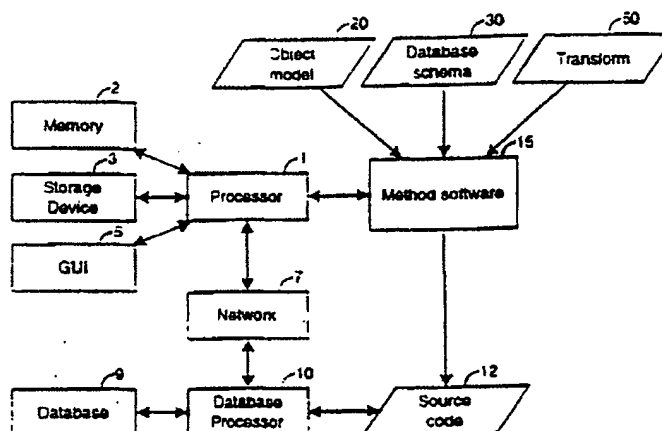 20
30
50
Object
model
Database
schema
Transform
2
Memory
3
Storage
Device
1
Processor
15
Method software
5
GUI
7
Network
9
Database
10
Database
Processor
12
Source
code